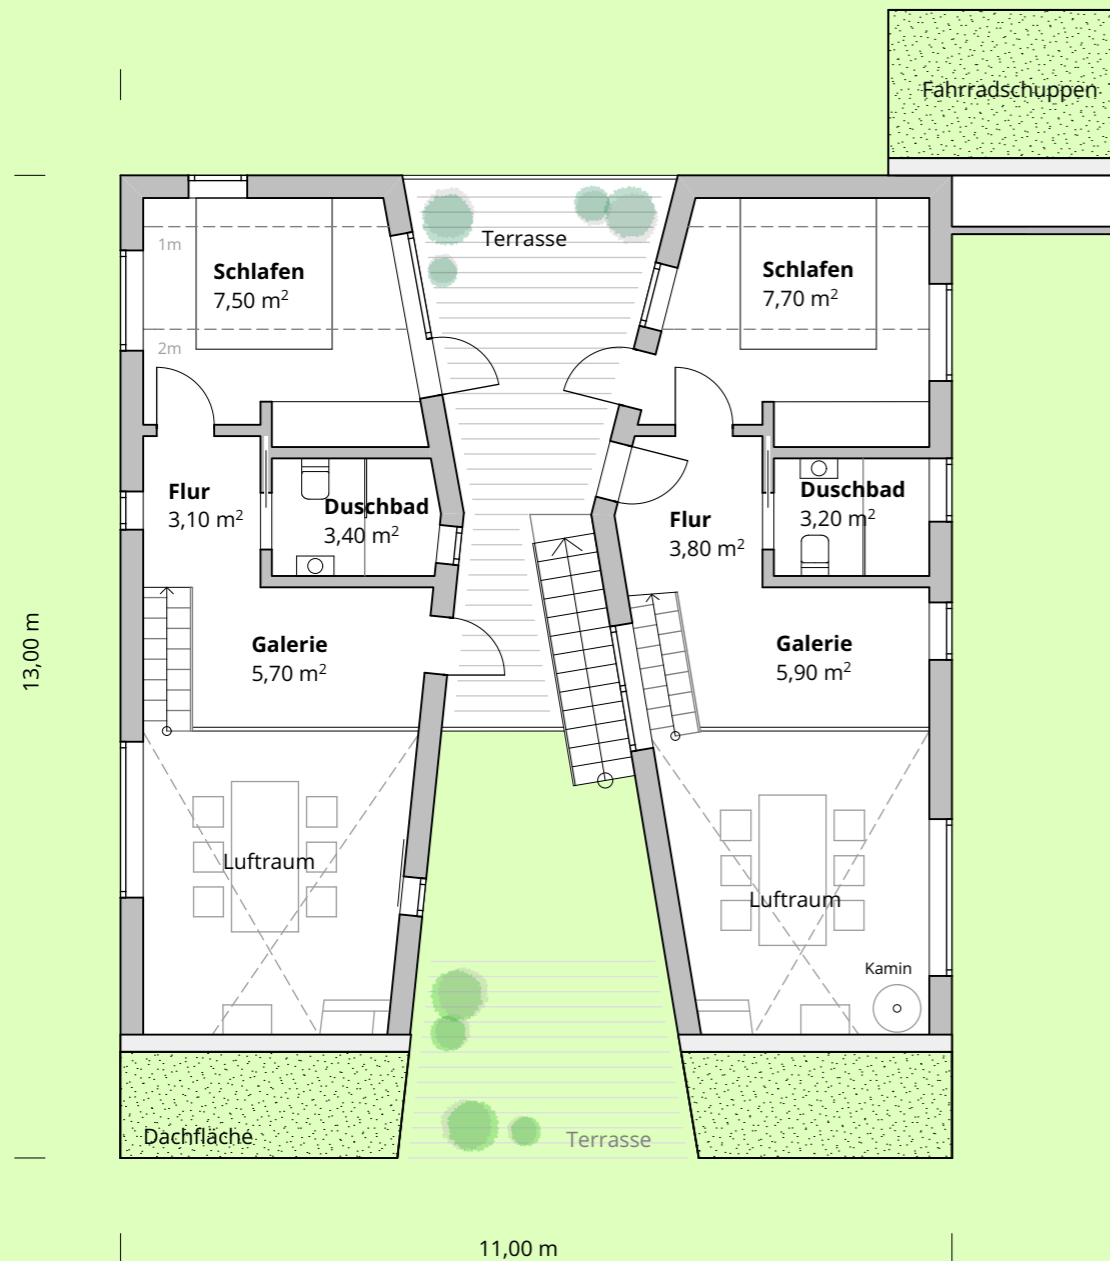 Fahrradschuppen
Terrasse
1m
Schlafen
7,50 m²
Schlafen
7,70 m²
2m
Flur
3,10 m²
Duschbad
3,40 m²
Duschbad
3,20 m²
Flur
3,80 m²
Galerie
5,70 m²
Galerie
5,90 m²
13,00 m
Luftraum
Luftraum
Kamin
Dachfläche
Terrasse
11,00 m